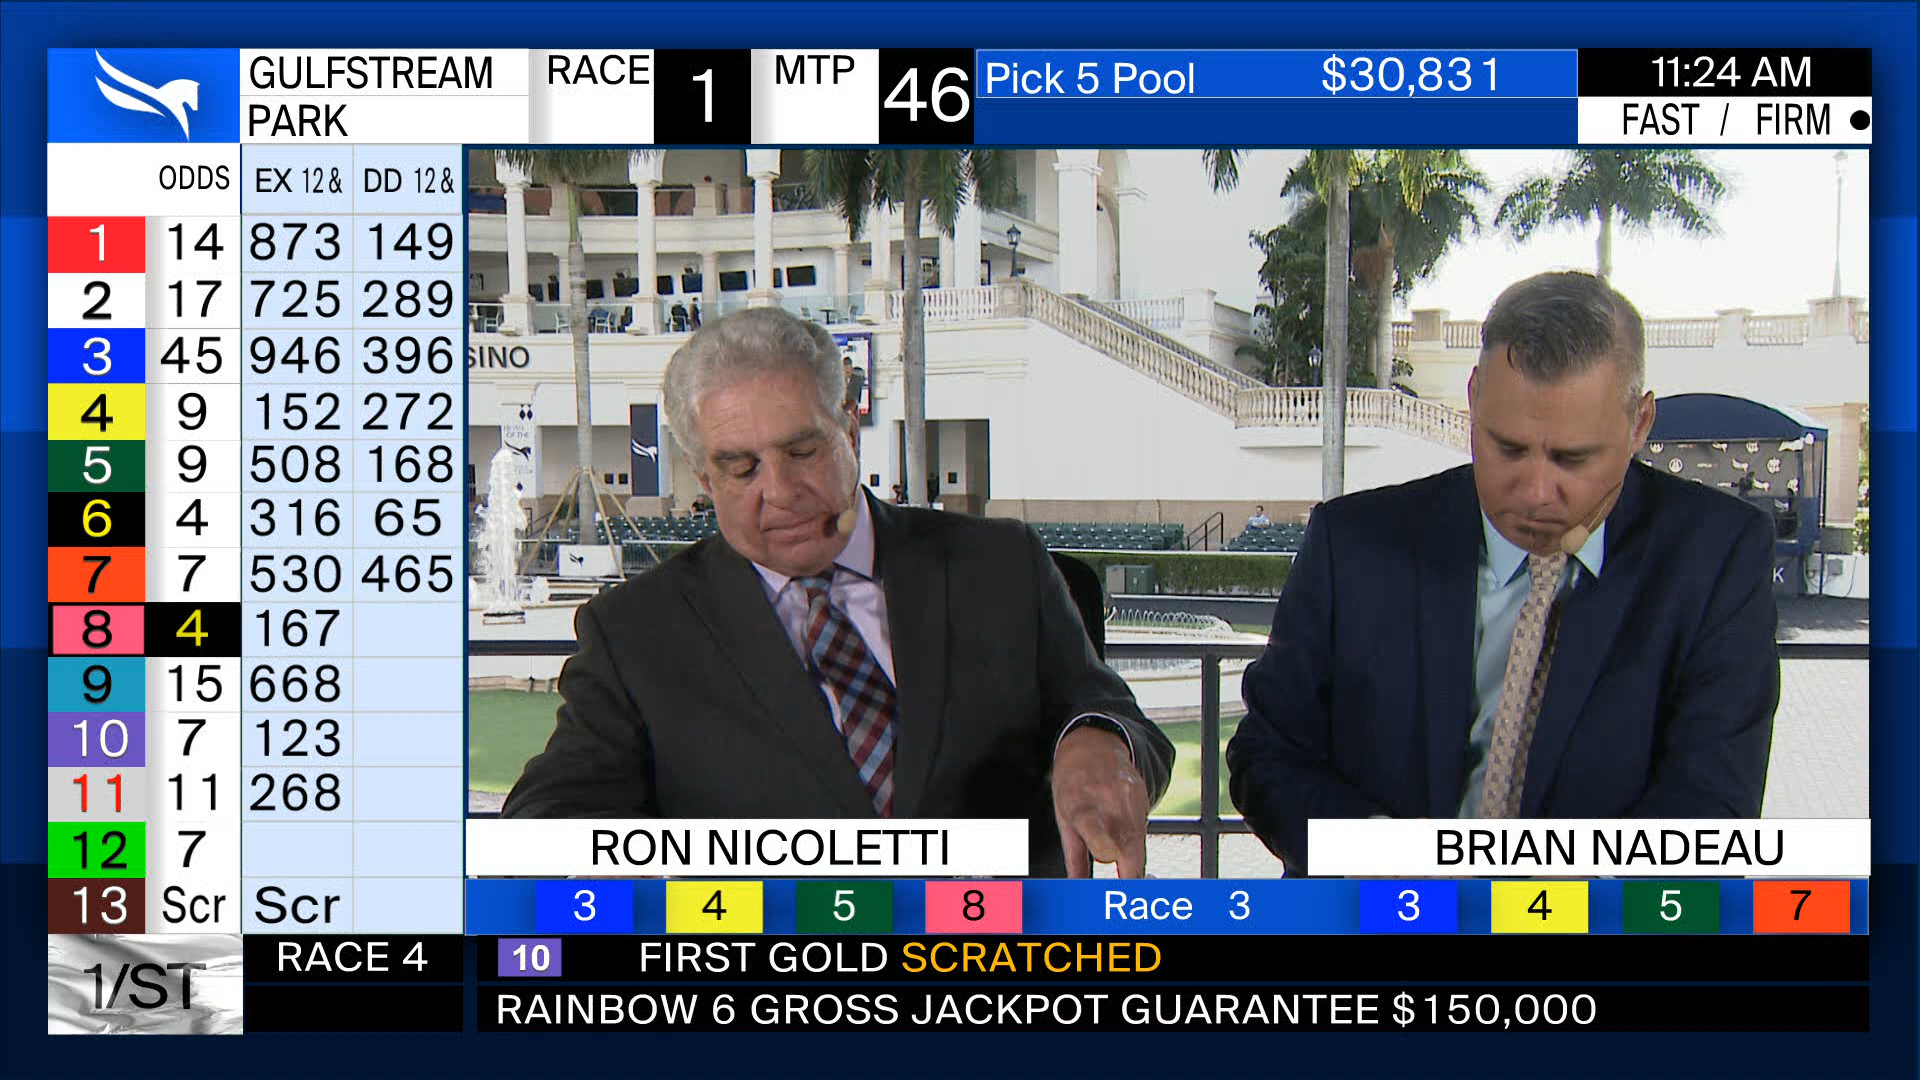 GULFSTREAM PARK RACE 1 MTP 46 Pick 5 Pool $30,831 11:24 AM
FAST / FIRM
ODDS EX 12& DD 12&
1 14 873 149
2 17 725 289
3 45 946 396
4 9 152 272
5 9 508 168
6 4 316 65
7 7 530 465
8 4 167
9 15 668
10 7 123
11 11 268
12 7
13 Scr Scr
SINO
RON NICOLETTI
BRIAN NADEAU
3 4 5 8 Race 3 3 4 5 7
1/ST
RACE 4 10 FIRST GOLD SCRATCHED
RAINBOW 6 GROSS JACKPOT GUARANTEE $150,000